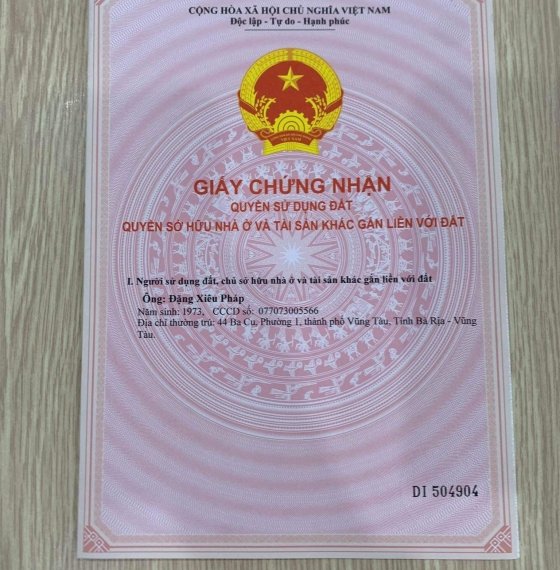 CỘNG HÒA XÃ HỘI CHỦ NGHĨA VIỆT NAM
Độc lập - Tự do - Hạnh phúc
VIỆT NAM
GIẤY CHỨNG NHẬN
QUYỀN SỬ DỤNG ĐẤT
QUYỀN SỞ HỮU NHÀ Ở VÀ TÀI SẢN KHÁC GẮN LIỀN VỚI ĐẤT
I. Người sử dụng đất, chủ sở hữu nhà ở và tài sản khác gắn liền với đất
Ông: Đặng Xiêu Pháp
Năm sinh: 1973, CCCD số: 077073005566
Địa chỉ thường trú: 44 Ba Cu, Phường 1, thành phố Vũng Tàu, Tỉnh Bà Rịa - Vũng
Tàu.
DI 504904